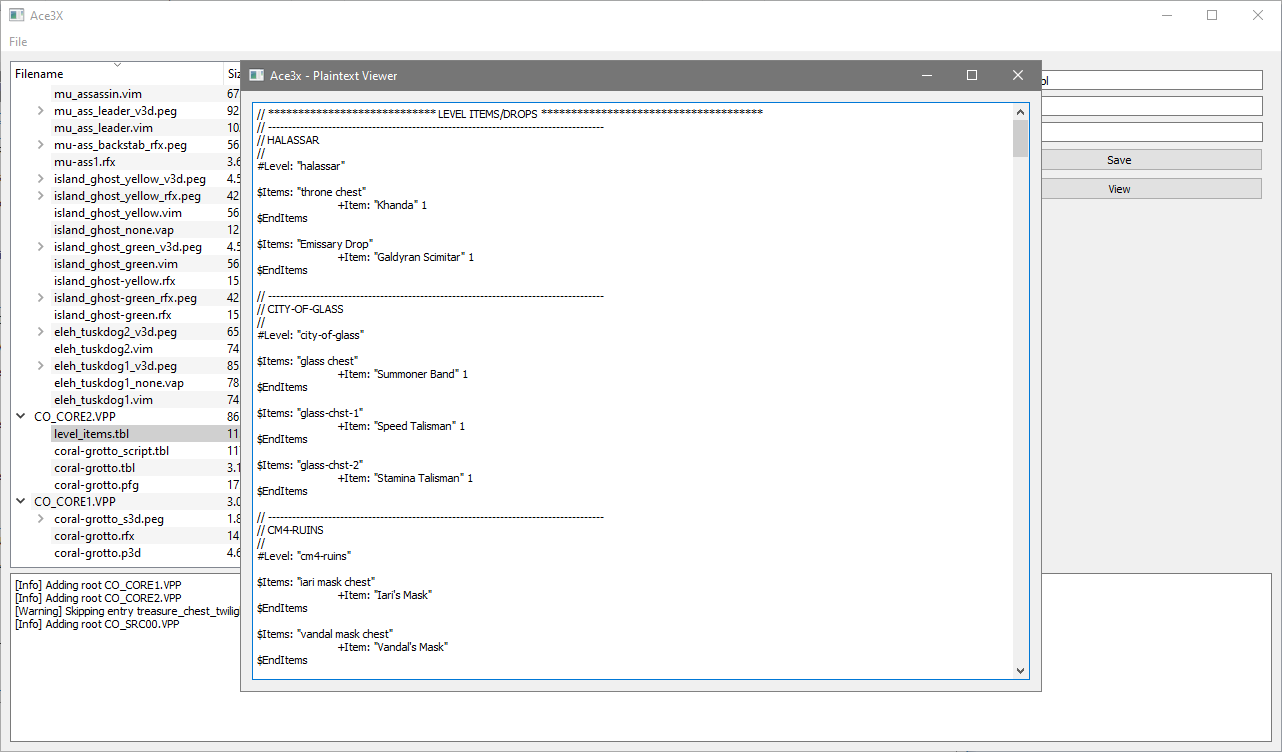 Ace3X
File
Filename
mu_assassin.vim 67
mu_ass_leader_v3d.peg 92
mu_ass_leader.vim
mu_ass_backstab_rfx.peg 56
mu-ass1.rfx 3.6
island_ghost_yellow_v3d.peg 4.5
island_ghost_yellow_rfx.peg 42
island_ghost_yellow.vim 56
island_ghost_none.vap 12
island_ghost_green_v3d.peg 4.5
island_ghost_green.vim 56
island_ghost-yellow.rfx 15
island_ghost-green_rfx.peg 42
island_ghost-green.rfx 15
eleh_tuskdog2_v3d.peg 65
eleh_tuskdog2.vim 74
eleh_tuskdog1_v3d.peg 85
eleh_tuskdog1_none.vap 78
eleh_tuskdog1.vim 74
CO_CORE2.VPP 86
level_items.tbl 11
coral-grotto_script.tbl
coral-grotto.tbl 3.1
coral-grotto.pfg 17
CO_CORE1.VPP 3.0
coral-grotto_s3d.peg 1.8
coral-grotto.rfx 14
coral-grotto.p3d 4.6
[Info] Adding root CO_CORE1.VPP
[Info] Adding root CO_CORE2.VPP
[Warning] Skipping entry treasure_chest_twilig
[Info] Adding root CO_SRC00.VPP
Ace3x - Plaintext Viewer
// **************************** LEVEL ITEMS/DROPS *************************************
// ------------------------------------------------------------------------------------
// HALASSAR
//
#Level: "halassar"
$Items: "throne chest"
+Item: "Khanda" 1
$EndItems
$Items: "Emissary Drop"
+Item: "Galdyran Scimitar" 1
$EndItems
// ------------------------------------------------------------------------------------
// CITY-OF-GLASS
//
#Level: "city-of-glass"
$Items: "glass chest"
+Item: "Summoner Band" 1
$EndItems
$Items: "glass-chst-1"
+Item: "Speed Talisman" 1
$EndItems
$Items: "glass-chst-2"
+Item: "Stamina Talisman" 1
$EndItems
// ------------------------------------------------------------------------------------
// CM4-RUINS
//
#Level: "cm4-ruins"
$Items: "iari mask chest"
+Item: "Iari's Mask"
$EndItems
$Items: "vandal mask chest"
+Item: "Vandal's Mask"
$EndItems
Save
View